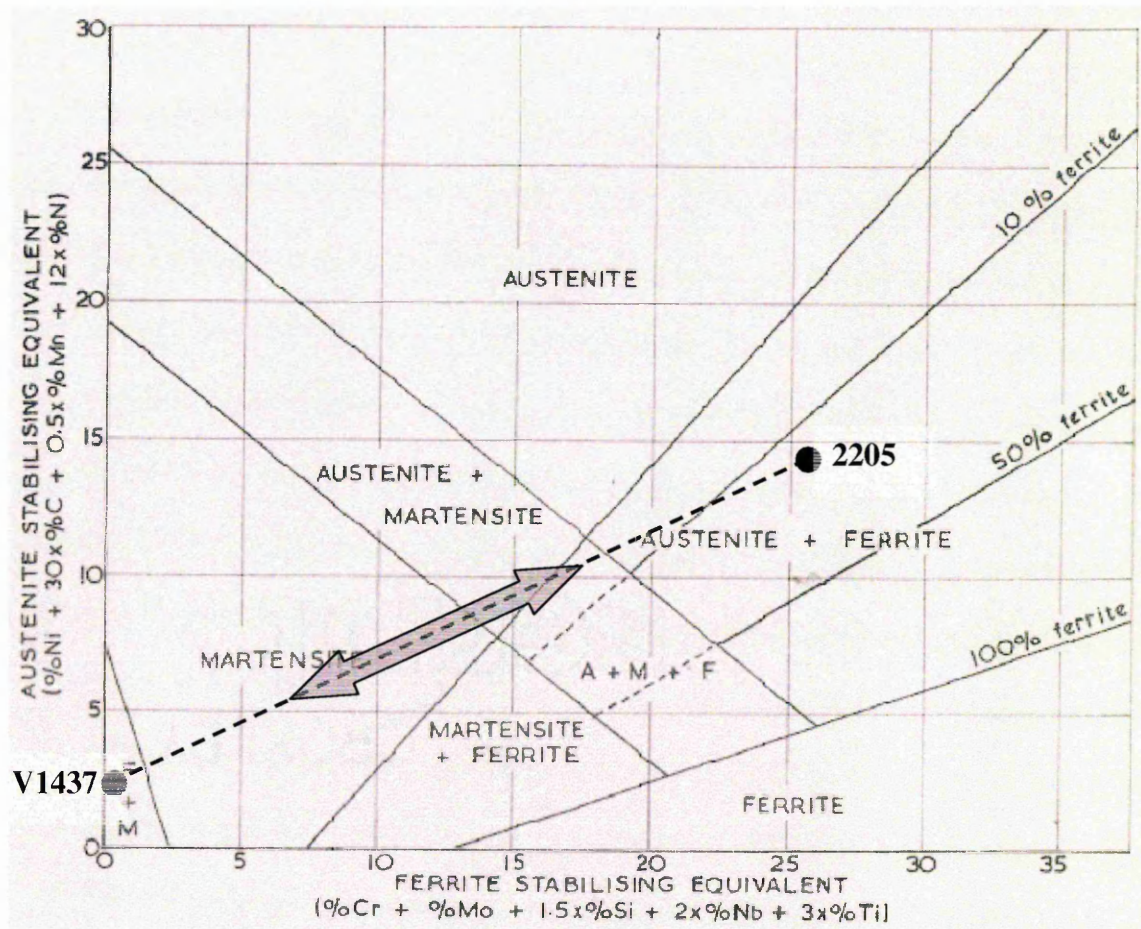 30
25
20
15
10
5
0
AUSTENITE STABILISING EQUIVALENT
(%Ni + 30x%C + 0.5x%Mn + 12x%N)
AUSTENITE
10% ferrite
50% ferrite
100% ferrite
2205
AUSTENITE +
MARTENSITE
AUSTENITE + FERRITE
A + M + F
MARTENSITE
+ FERRITE
FERRITE
V1437
+
M
0 5 10 15 20 25 30 35
FERRITE STABILISING EQUIVALENT
(%Cr + %Mo + 1.5x%Si + 2x%Nb + 3x%Ti)
MARTENSITE